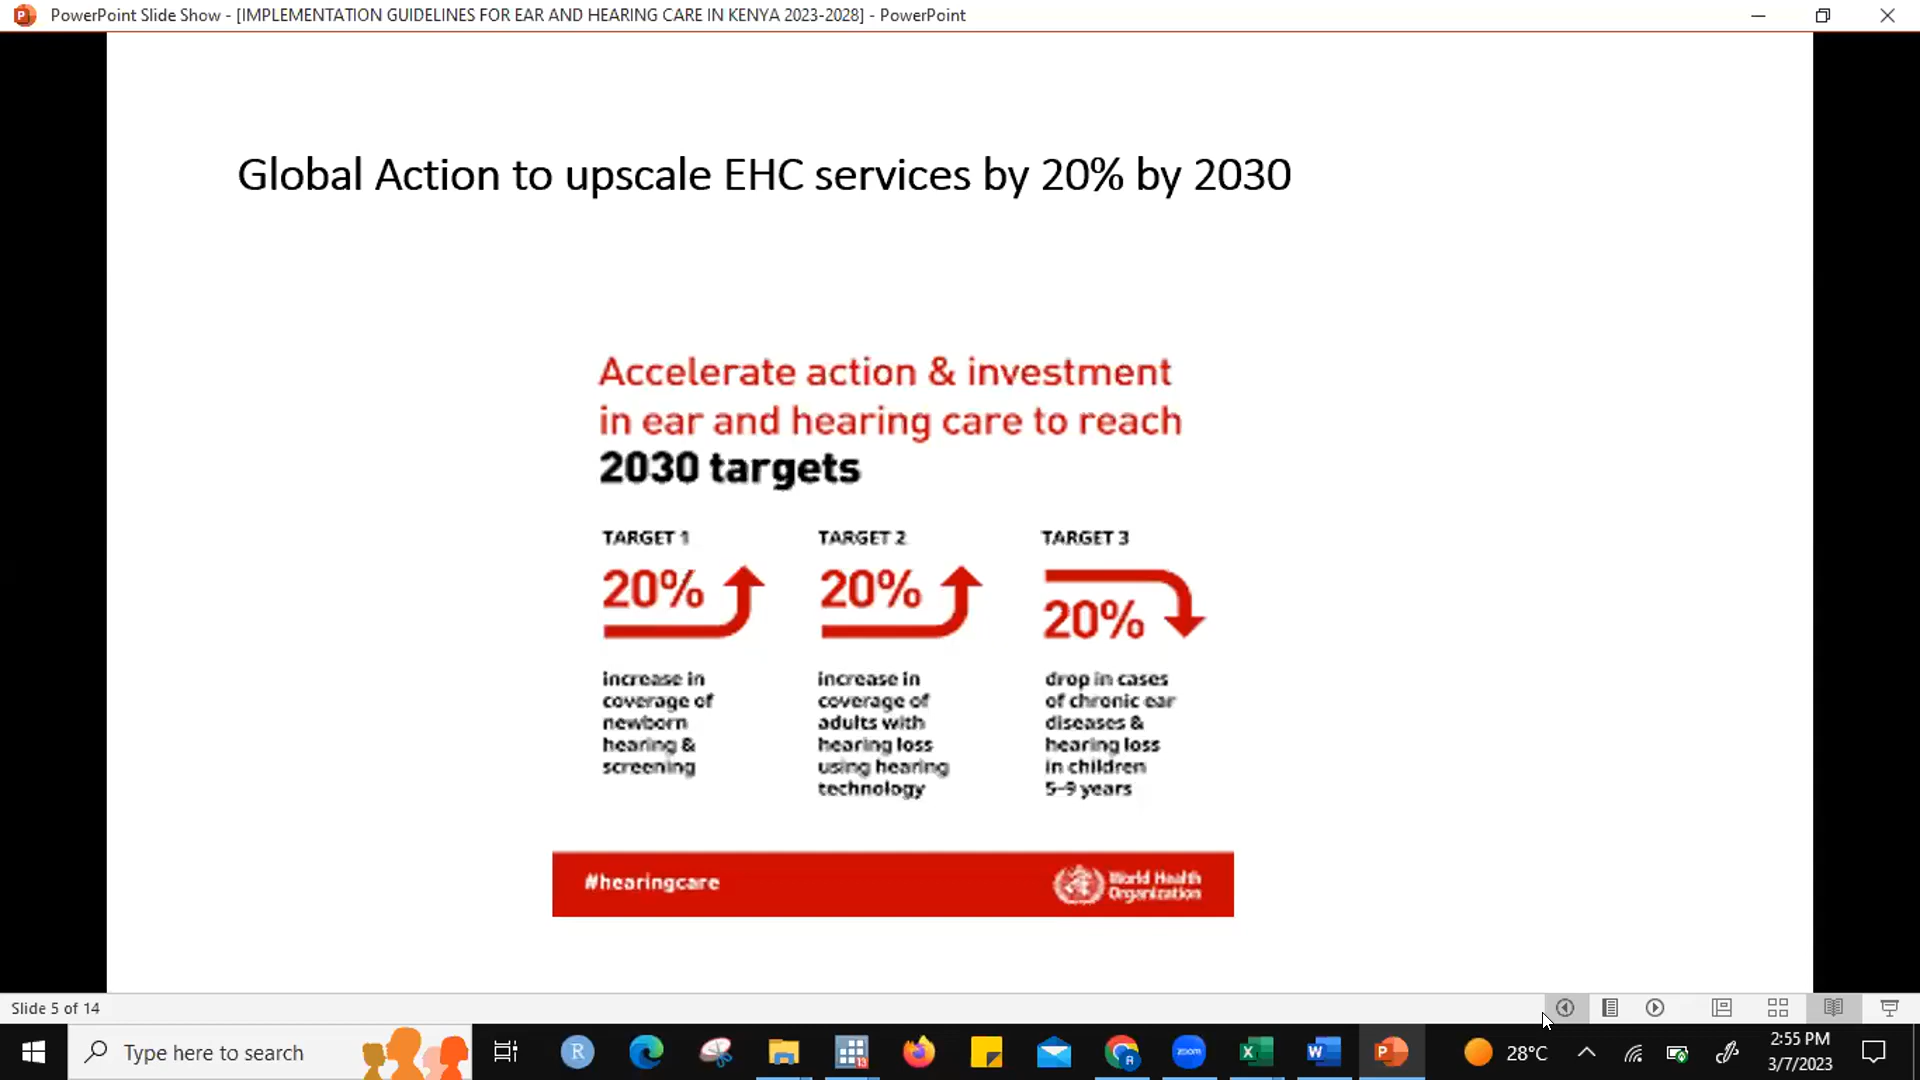 PowerPoint Slide Show - [IMPLEMENTATION GUIDELINES FOR EAR AND HEARING CARE IN KENYA 2023-2028] - PowerPoint
Global Action to upscale EHC services by 20% by 2030
Accelerate action & investment
in ear and hearing care to reach
2030 targets
TARGET 1
20%
increase in
coverage of
newborn
hearing &
screening
TARGET 2
20%
increase in
coverage of
adults with
hearing loss
using hearing
technology
TARGET 3
20%
drop in cases
of chronic ear
diseases &
hearing loss
in children
5-9 years
#hearingcare
World Health
Organization
Slide 5 of 14
Type here to search
R
13
R
zoom
X
W
P
28°C
2:55 PM
3/7/2023